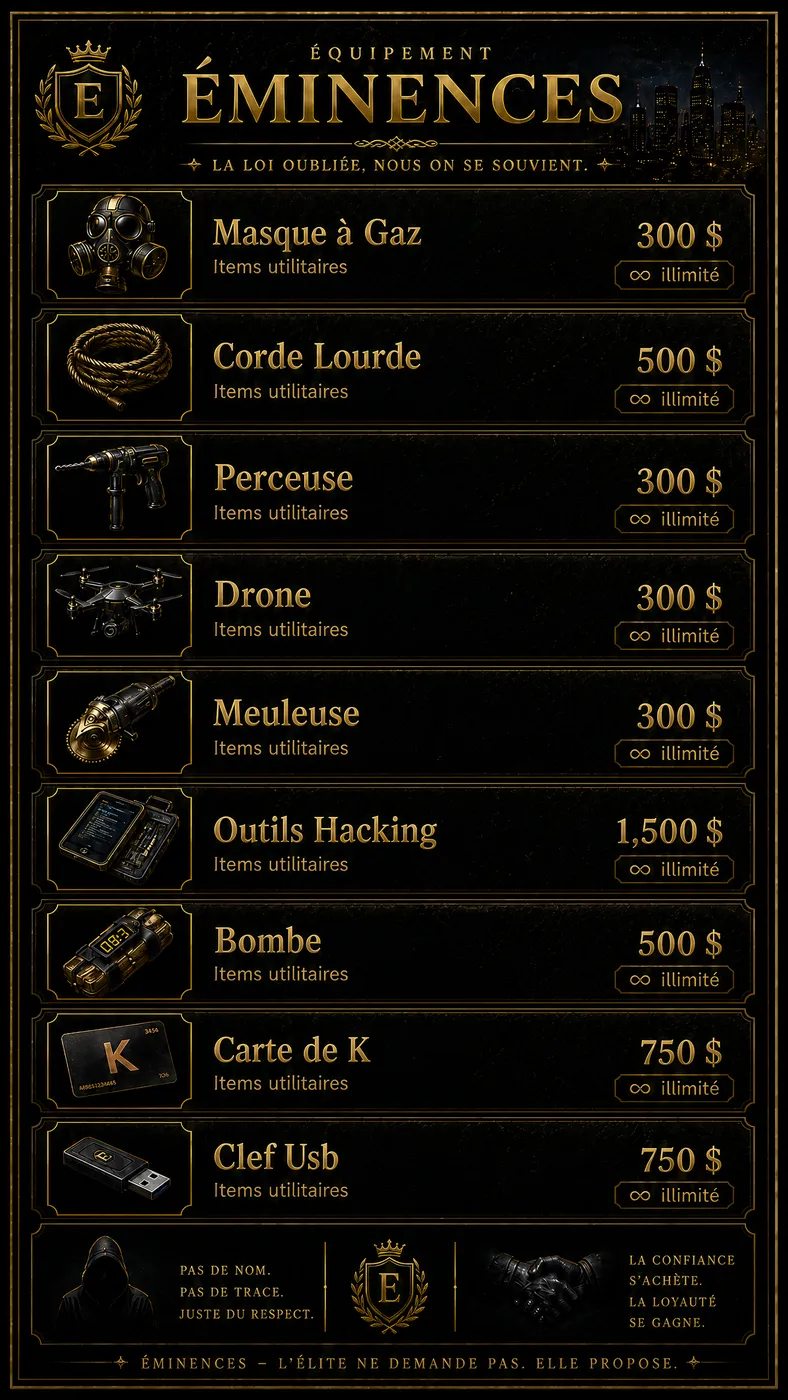 ÉQUIPEMENT
E
ÉMINENCES
LA LOI OUBLIÉE, NOUS ON SE SOUVIENT.
Masque à Gaz
Items utilitaires
300 $
∞ illimité
Corde Lourde
Items utilitaires
500 $
∞ illimité
Perceuse
Items utilitaires
300 $
∞ illimité
Drone
Items utilitaires
300 $
∞ illimité
Meuleuse
Items utilitaires
300 $
∞ illimité
Outils Hacking
Items utilitaires
1,500 $
∞ illimité
Bombe
Items utilitaires
500 $
∞ illimité
3454
K
Carte de K
Items utilitaires
750 $
∞ illimité
E
Clef Usb
Items utilitaires
750 $
∞ illimité
PAS DE NOM.
PAS DE TRACE.
JUSTE DU RESPECT.
E
LA CONFIANCE
S'ACHÈTE.
LA LOYAUTÉ
SE GAGNE.
ÉMINENCES – L'ÉLITE NE DEMANDE PAS. ELLE PROPOSE.